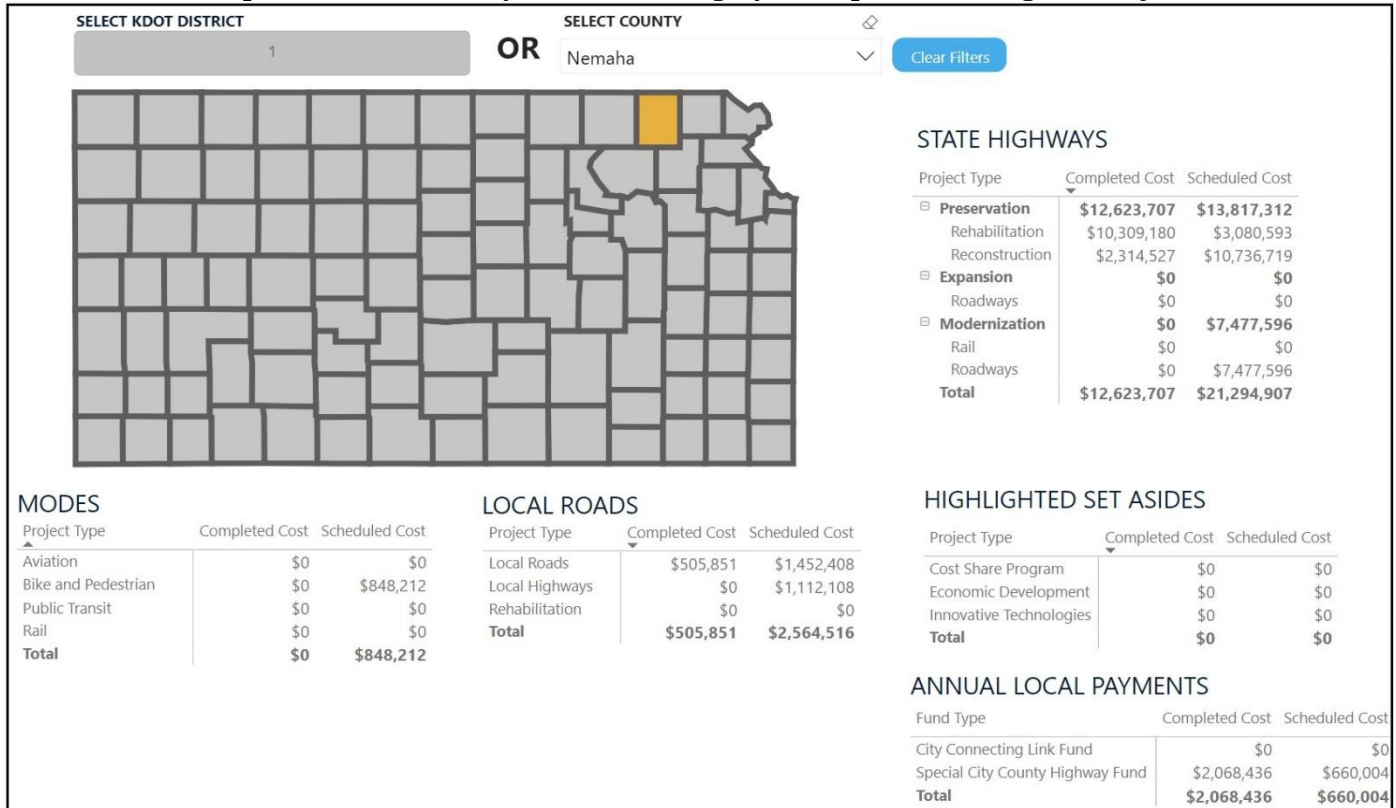 SELECT KDOT DISTRICT
1
OR
SELECT COUNTY
Nemaha
Clear Filters
STATE HIGHWAYS
Project Type Completed Cost Scheduled Cost
Preservation $12,623,707 $13,817,312
Rehabilitation $10,309,180 $3,080,593
Reconstruction $2,314,527 $10,736,719
Expansion $0 $0
Roadways $0 $0
Modernization $0 $7,477,596
Rail $0 $0
Roadways $0 $7,477,596
Total $12,623,707 $21,294,907
MODES
Project Type Completed Cost Scheduled Cost
Aviation $0 $0
Bike and Pedestrian $0 $848,212
Public Transit $0 $0
Rail $0 $0
Total $0 $848,212
LOCAL ROADS
Project Type Completed Cost Scheduled Cost
Local Roads $505,851 $1,452,408
Local Highways $0 $1,112,108
Rehabilitation $0 $0
Total $505,851 $2,564,516
HIGHLIGHTED SET ASIDES
Project Type Completed Cost Scheduled Cost
Cost Share Program $0 $0
Economic Development $0 $0
Innovative Technologies $0 $0
Total $0 $0
ANNUAL LOCAL PAYMENTS
Fund Type Completed Cost Scheduled Cost
City Connecting Link Fund $0 $0
Special City County Highway Fund $2,068,436 $660,004
Total $2,068,436 $660,004